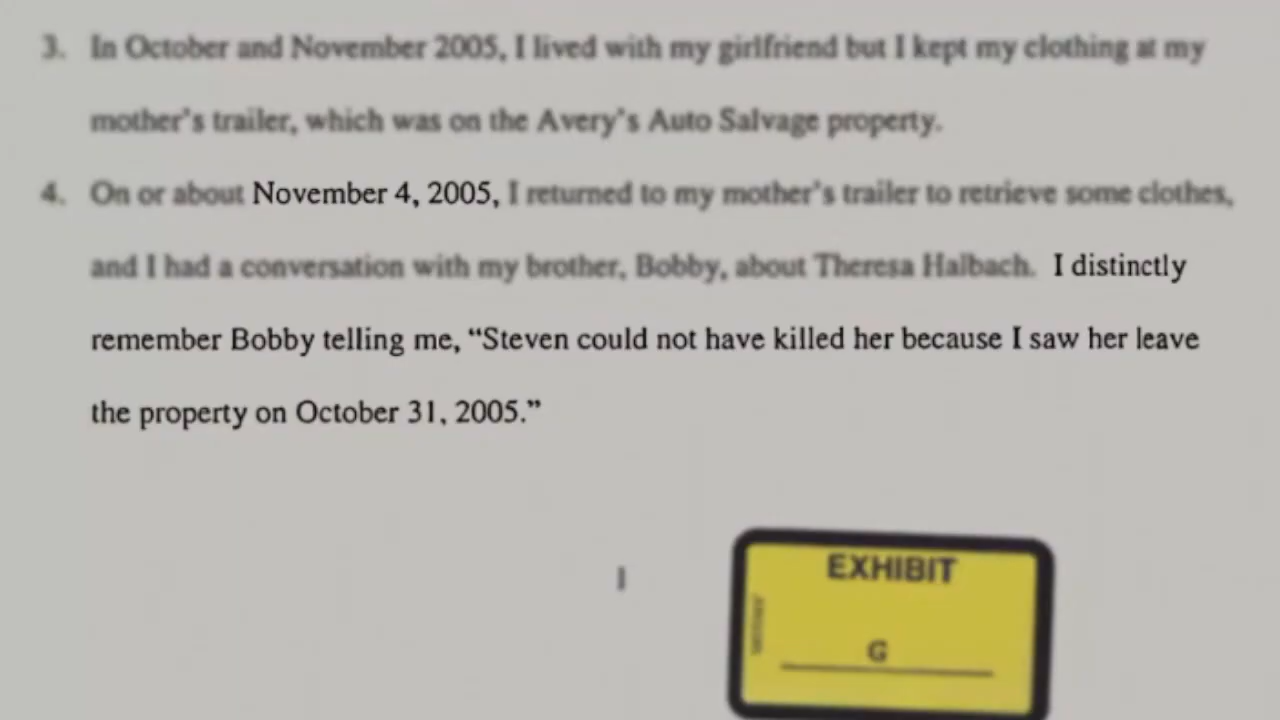 3. In October and November 2005, I lived with my girlfriend but I kept my clothing at my
mother's trailer, which was on the Avery's Auto Salvage property.
4. On or about November 4, 2005, I returned to my mother's trailer to retrieve some clothes,
and I had a conversation with my brother, Bobby, about Theresa Halbach. I distinctly
remember Bobby telling me, “Steven could not have killed her because I saw her leave
the property on October 31, 2005.”
1
EXHIBIT
G